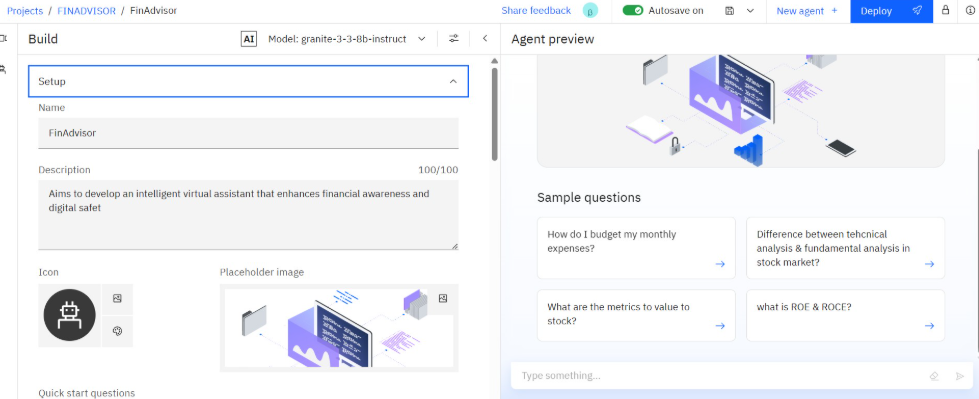 Projects / FINADVISOR / FinAdvisor
Share feedback
Autosave on
New agent +
Deploy
Build
AI
Model: granite-3-3-8b-instruct
Agent preview
Setup
Name
FinAdvisor
Description
100/100
Aims to develop an intelligent virtual assistant that enhances financial awareness and
digital safet
Icon
Placeholder image
Quick start questions
Sample questions
How do I budget my monthly
expenses?
Difference between tehcnical
analysis & fundamental analysis in
stock market?
What are the metrics to value to
stock?
what is ROE & ROCE?
Type something...